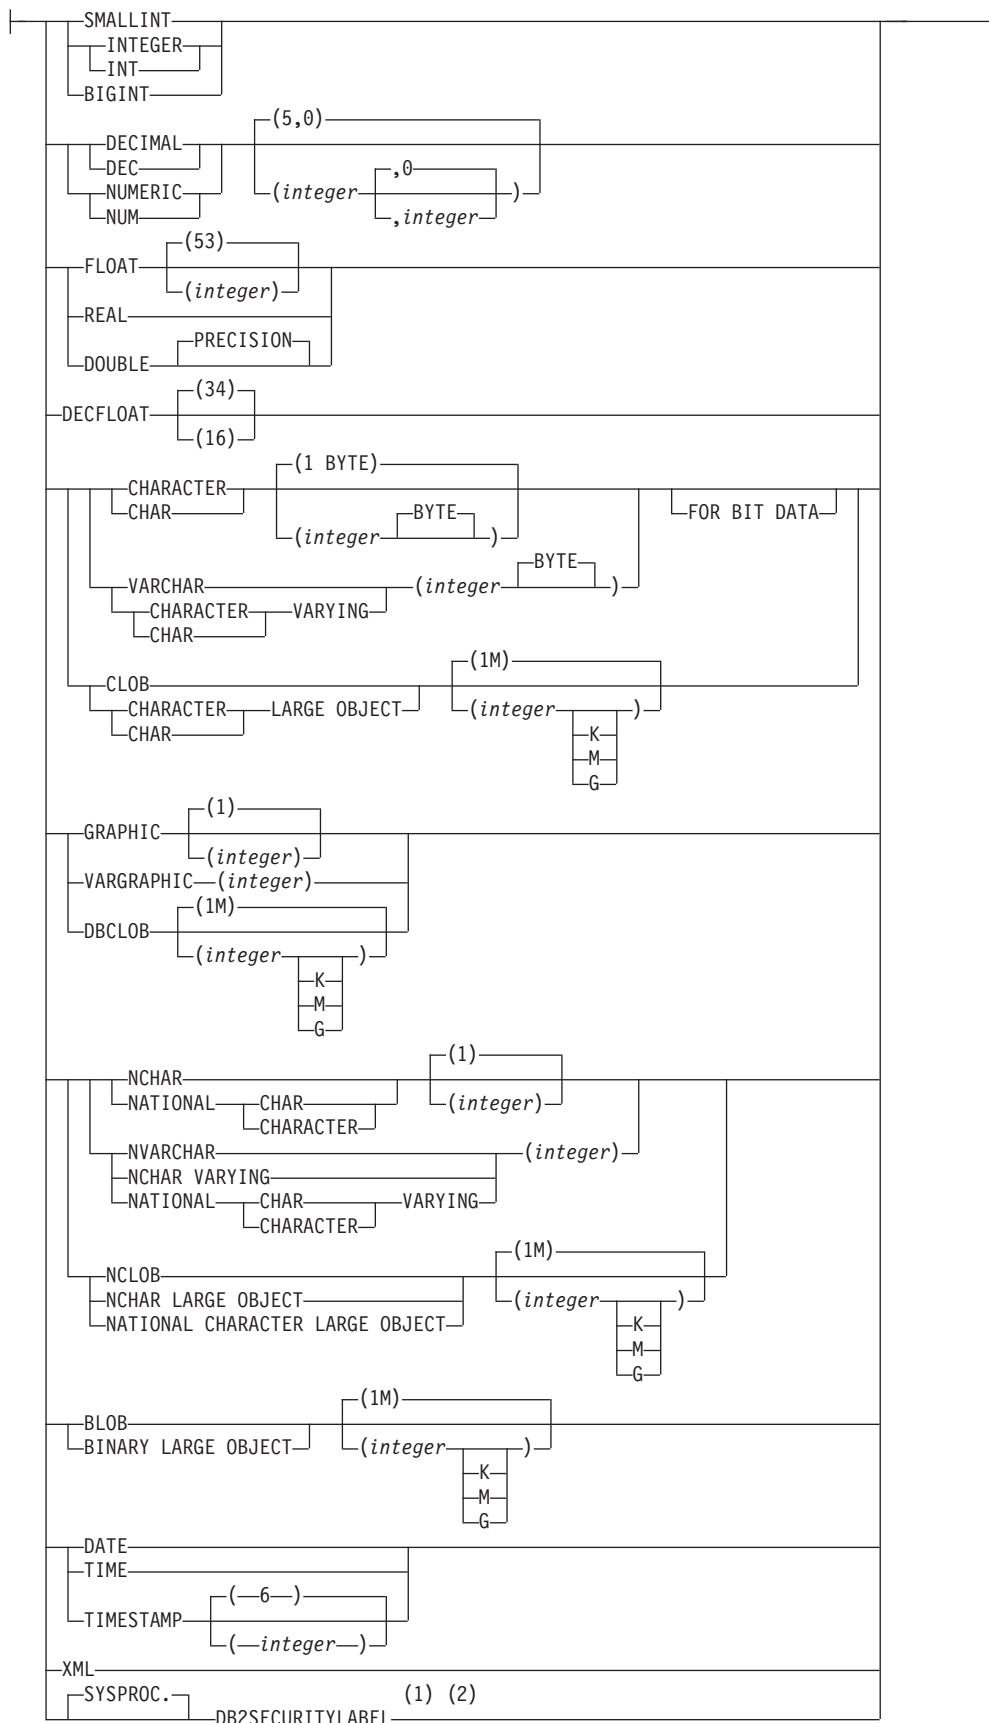 SMALLINT
INTEGER
INT
BIGINT
(5,0)
DECIMAL
DEC
,0
NUMERIC
(integer )
NUM
,integer
(53)
FLOAT
(integer)
REAL
PRECISION
DOUBLE
(34)
DECFLOAT
(16)
(1 BYTE)
CHARACTER
CHAR
BYTE
FOR BIT DATA
(integer )
BYTE
VARCHAR (integer )
CHARACTER VARYING
CHAR
(1M)
CLOB
CHARACTER LARGE OBJECT (integer )
CHAR
K
M
G
(1)
GRAPHIC
(integer)
VARGRAPHIC (integer)
(1M)
DBCLOB
(integer )
K
M
G
(1)
NCHAR
NATIONAL CHAR (integer)
CHARACTER
NVARCHAR (integer)
NCHAR VARYING
NATIONAL CHAR VARYING
CHARACTER
(1M)
NCLOB
NCHAR LARGE OBJECT (integer )
NATIONAL CHARACTER LARGE OBJECT K
M
G
(1M)
BLOB
BINARY LARGE OBJECT (integer )
K
M
G
DATE
TIME
( 6 )
TIMESTAMP
( integer )
XML
SYSPROC. (1) (2)
DB2SECURITYLABEL